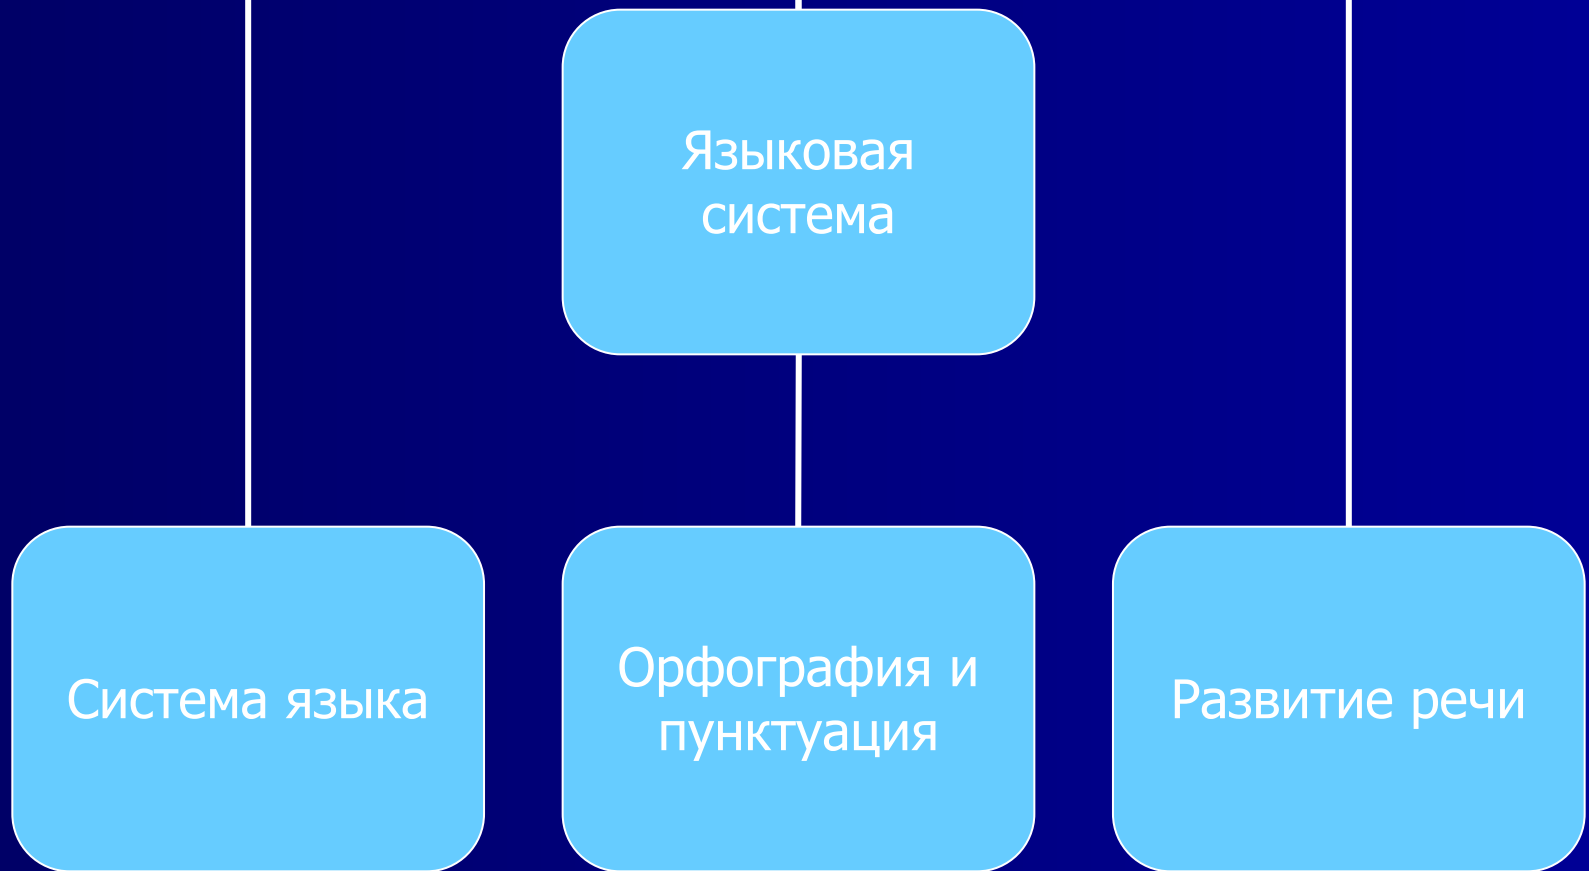 Языковая
система
Система языка
Орфография и
пунктуация
Развитие речи